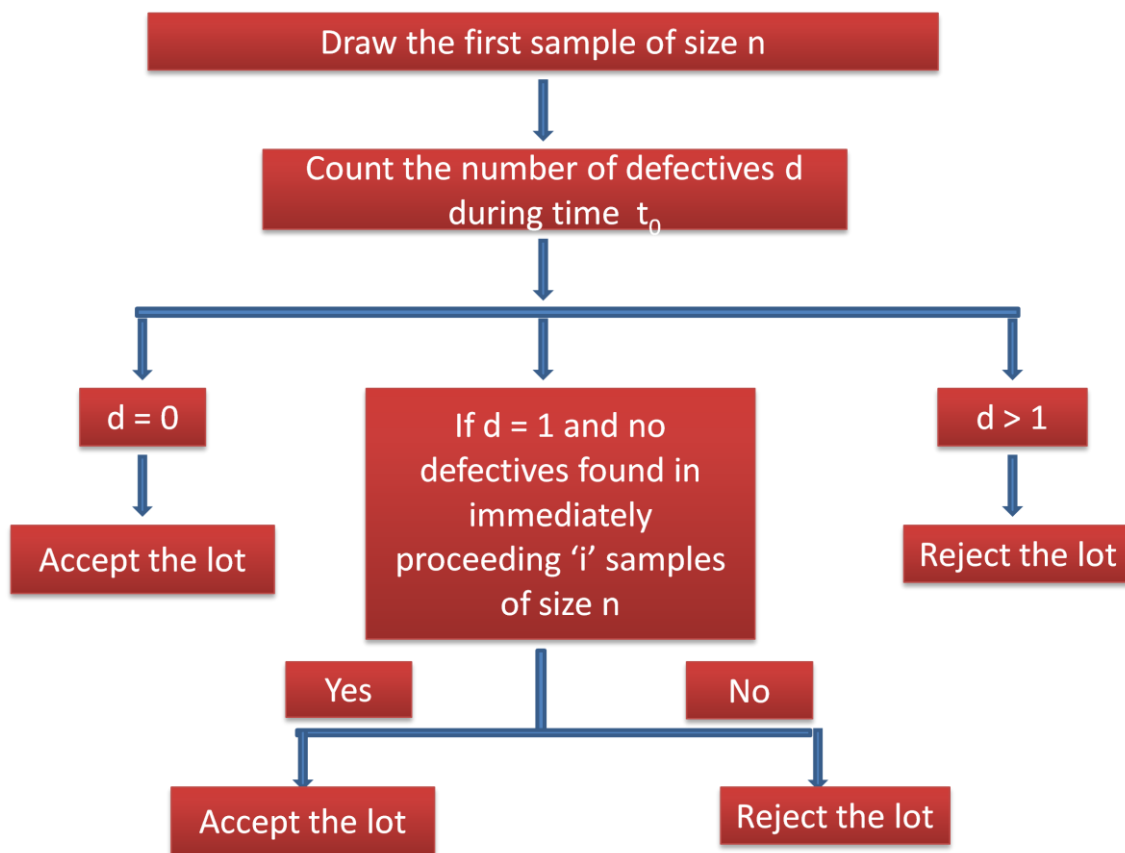 Draw the first sample of size n
Count the number of defectives d
during time t₀
d = 0
If d = 1 and no
defectives found in
immediately
proceeding ‘i’ samples
of size n
d > 1
Accept the lot
Reject the lot
Yes
No
Accept the lot
Reject the lot